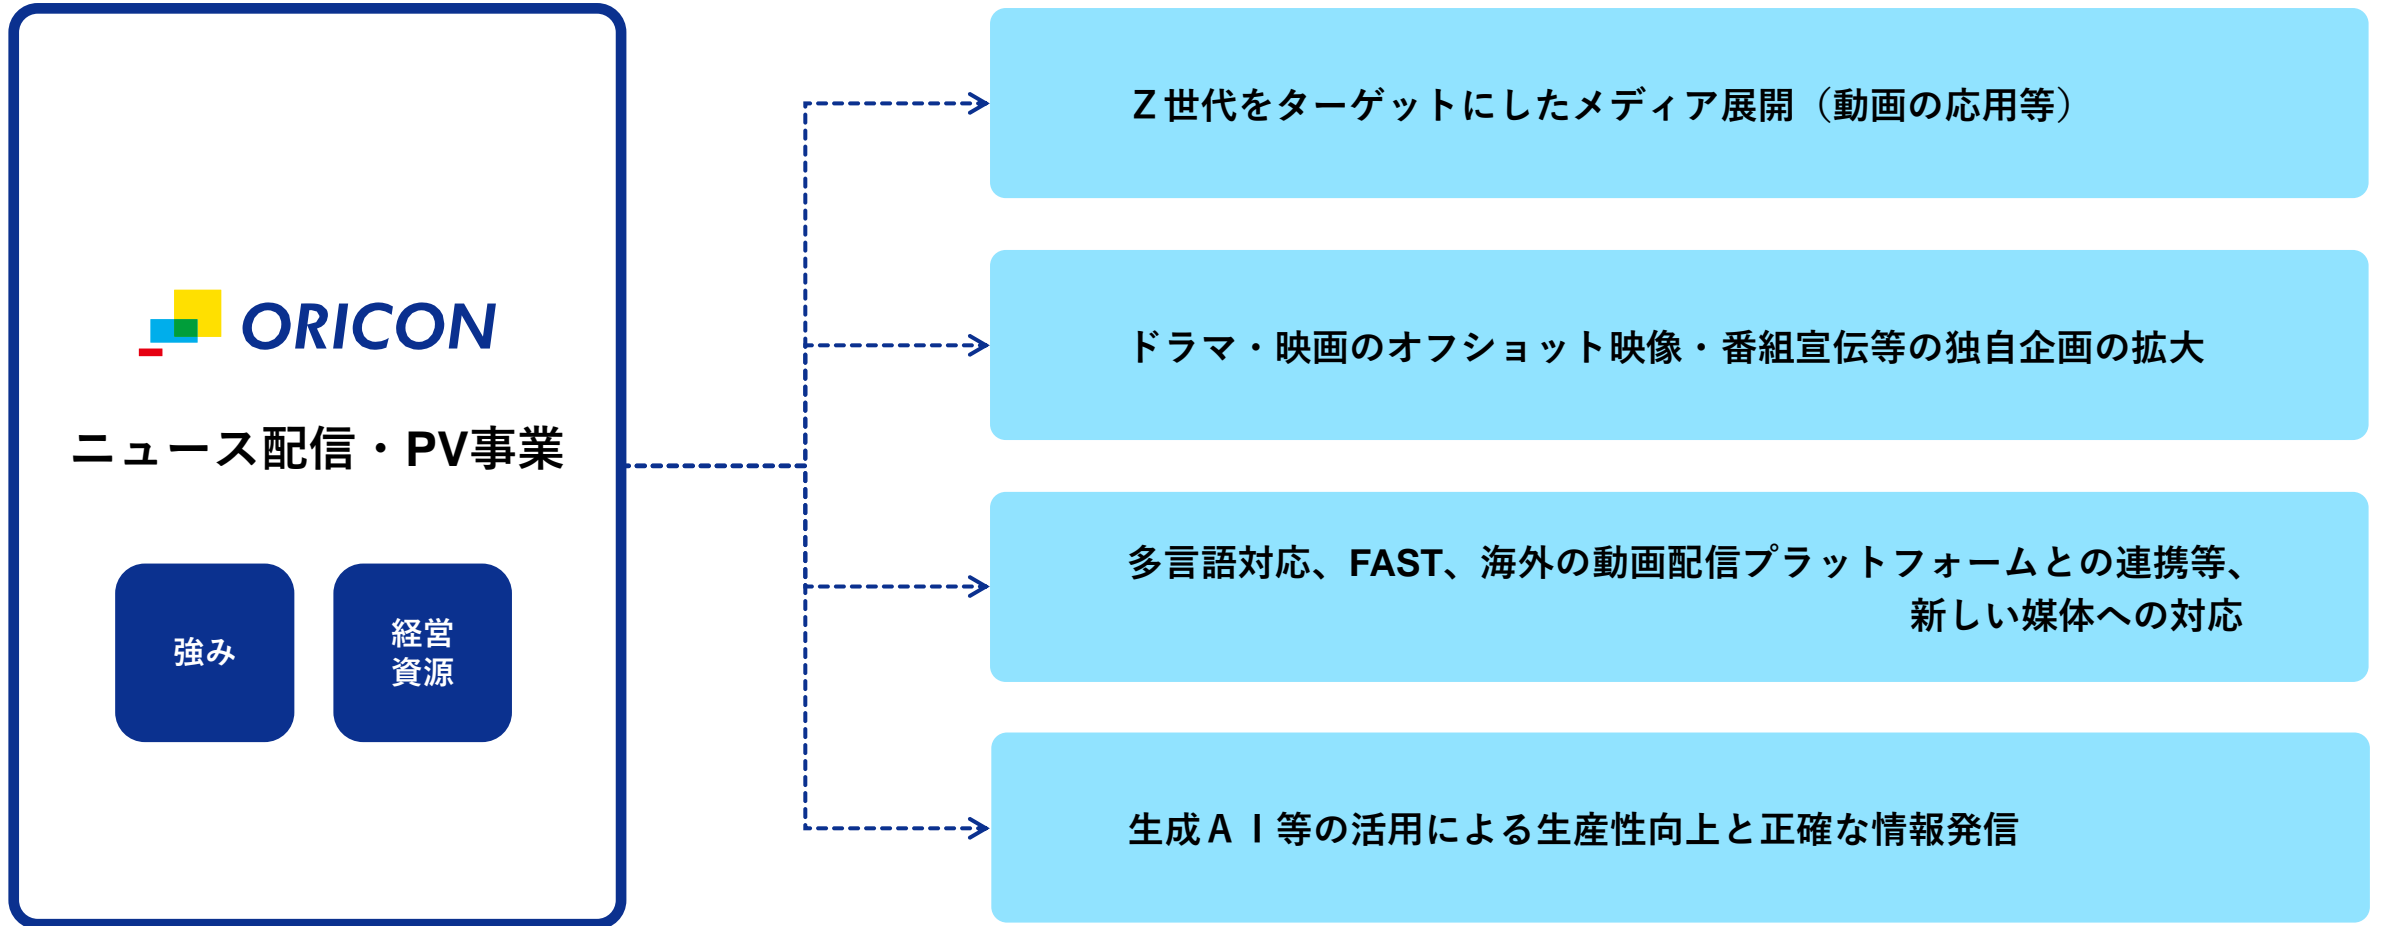 ORICON
ニュース配信・PV事業
強み
経営
資源
Ｚ世代をターゲットにしたメディア展開（動画の応用等）
ドラマ・映画のオフショット映像・番組宣伝等の独自企画の拡大
多言語対応、FAST、海外の動画配信プラットフォームとの連携等、
新しい媒体への対応
生成ＡＩ等の活用による生産性向上と正確な情報発信